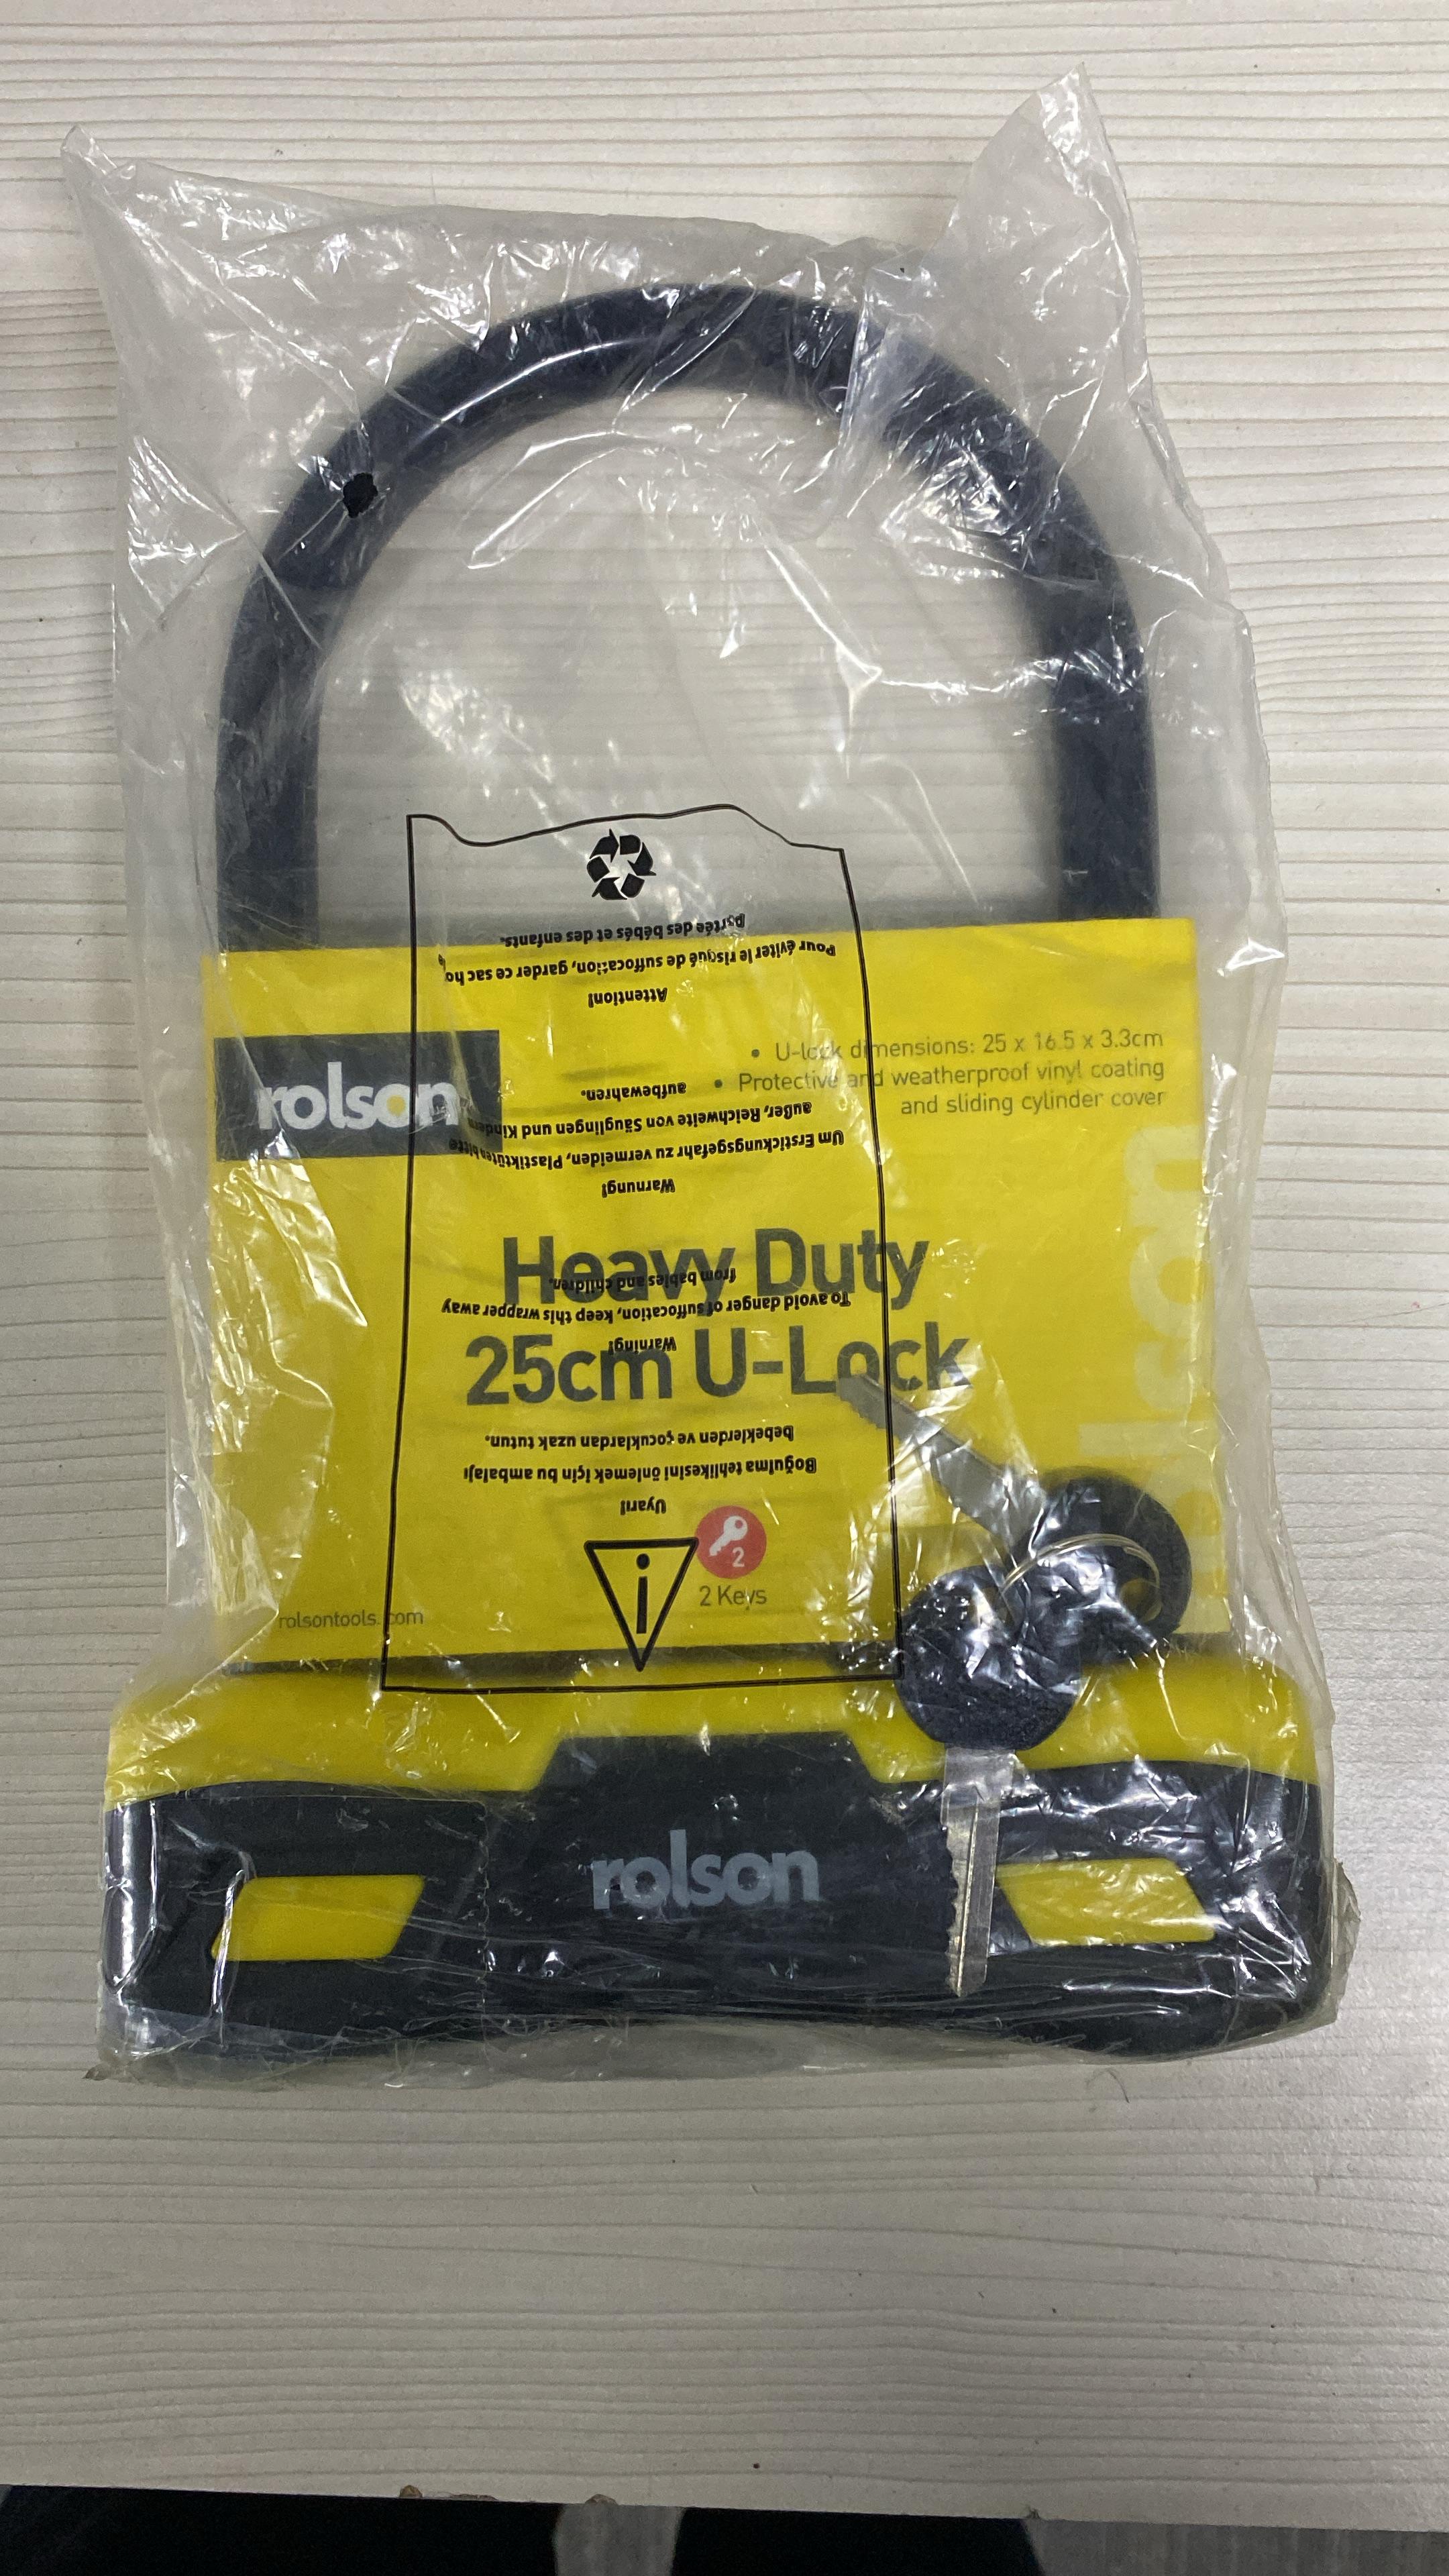 rolson
• U-lock dimensions: 25 x 16.5 x 3.3cm
• Protective and weatherproof vinyl coating
and sliding cylinder cover
Heavy Duty
25cm U-Lock
2
2 Keys
rolsontools.com
rolson
rolson
Uyarı!
Boğulma tehlikesini önlemek için bu ambalajı
bebeklerden ve çocuklardan uzak tutun.
Warning!
To avoid danger of suffocation, keep this wrapper away
from babies and children.
Warnung!
Um Erstickungsgefahr zu vermeiden, Plastiktüten bitte
außer, Reichweite von Säuglingen und Kindern
aufbewahren.
Attention!
Pour éviter le risque de suffocation, garder ce sac
portée des bébés et des enfants.